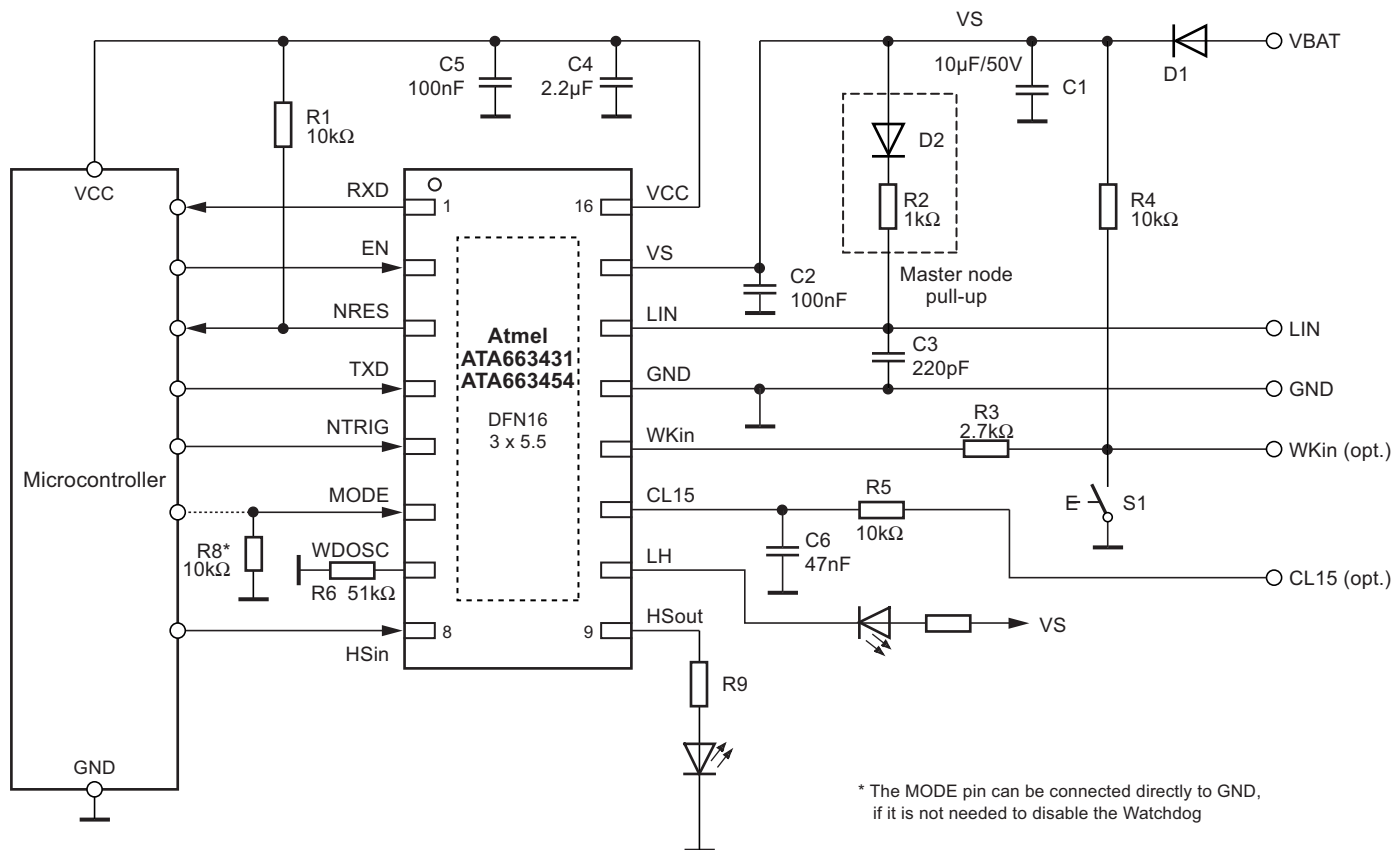 VS
VBAT
D1
C5
100nF
C4
2.2µF
10µF/50V
C1
R1
10kΩ
D2
R2
1kΩ
Master node
pull-up
R4
10kΩ
VCC
RXD
EN
NRES
TXD
NTRIG
MODE
WDOSC
HSin
Microcontroller
R8*
10kΩ
R6 51kΩ
GND
1
16
8
9
Atmel
ATA663431
ATA663454
DFN16
3 x 5.5
VCC
VS
LIN
GND
WKin
CL15
LH
HSout
C2
100nF
C3
220pF
LIN
GND
R3
2.7kΩ
WKin (opt.)
S1
R5
10kΩ
C6
47nF
CL15 (opt.)
VS
R9
* The MODE pin can be connected directly to GND,
if it is not needed to disable the Watchdog